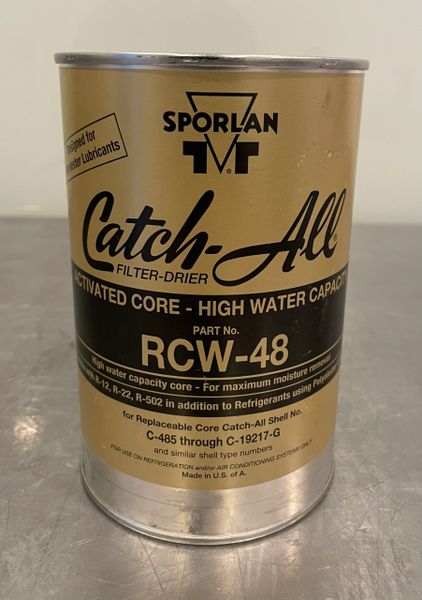 SPORLAN
®
Designed for
Lubricants
Catch-All®
FILTER-DRIER
ACTIVATED CORE - HIGH WATER CAPACITY
PART No.
RCW-48
High water capacity core - For maximum moisture removal
with R-12, R-22, R-502 in addition to Refrigerants using
for Replaceable Core Catch-All Shell No.
C-485 through C-19217-G
and similar shell type numbers
FOR USE ON REFRIGERATION and/or AIR CONDITIONING SYSTEMS ONLY
Made in U.S. of A.